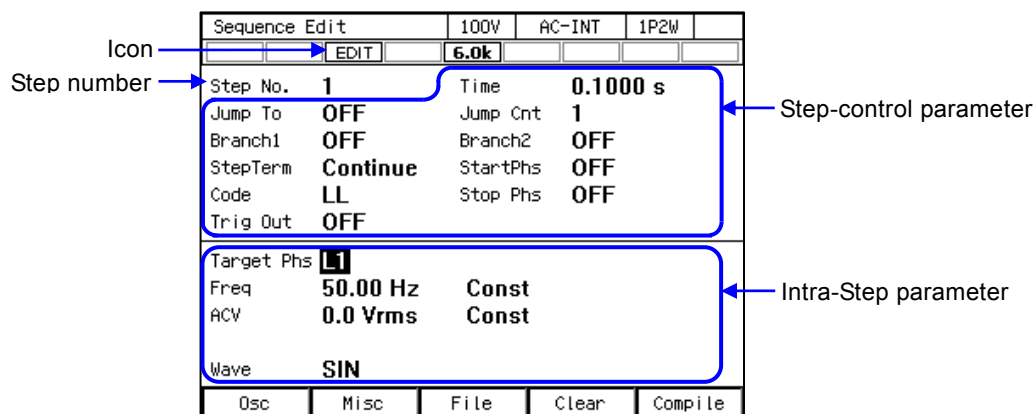 Sequence Edit 100V AC-INT 1P2W
Icon EDIT 6.0k
Step number Step No. 1 Time 0.1000 s
Jump To OFF Jump Cnt 1 Step-control parameter
Branch1 OFF Branch2 OFF
StepTerm Continue StartPhs OFF
Code LL Stop Phs OFF
Trig Out OFF
Target Phs L1
Freq 50.00 Hz Const Intra-Step parameter
ACV 0.0 Vrms Const
Wave SIN
Osc Misc File Clear Compile